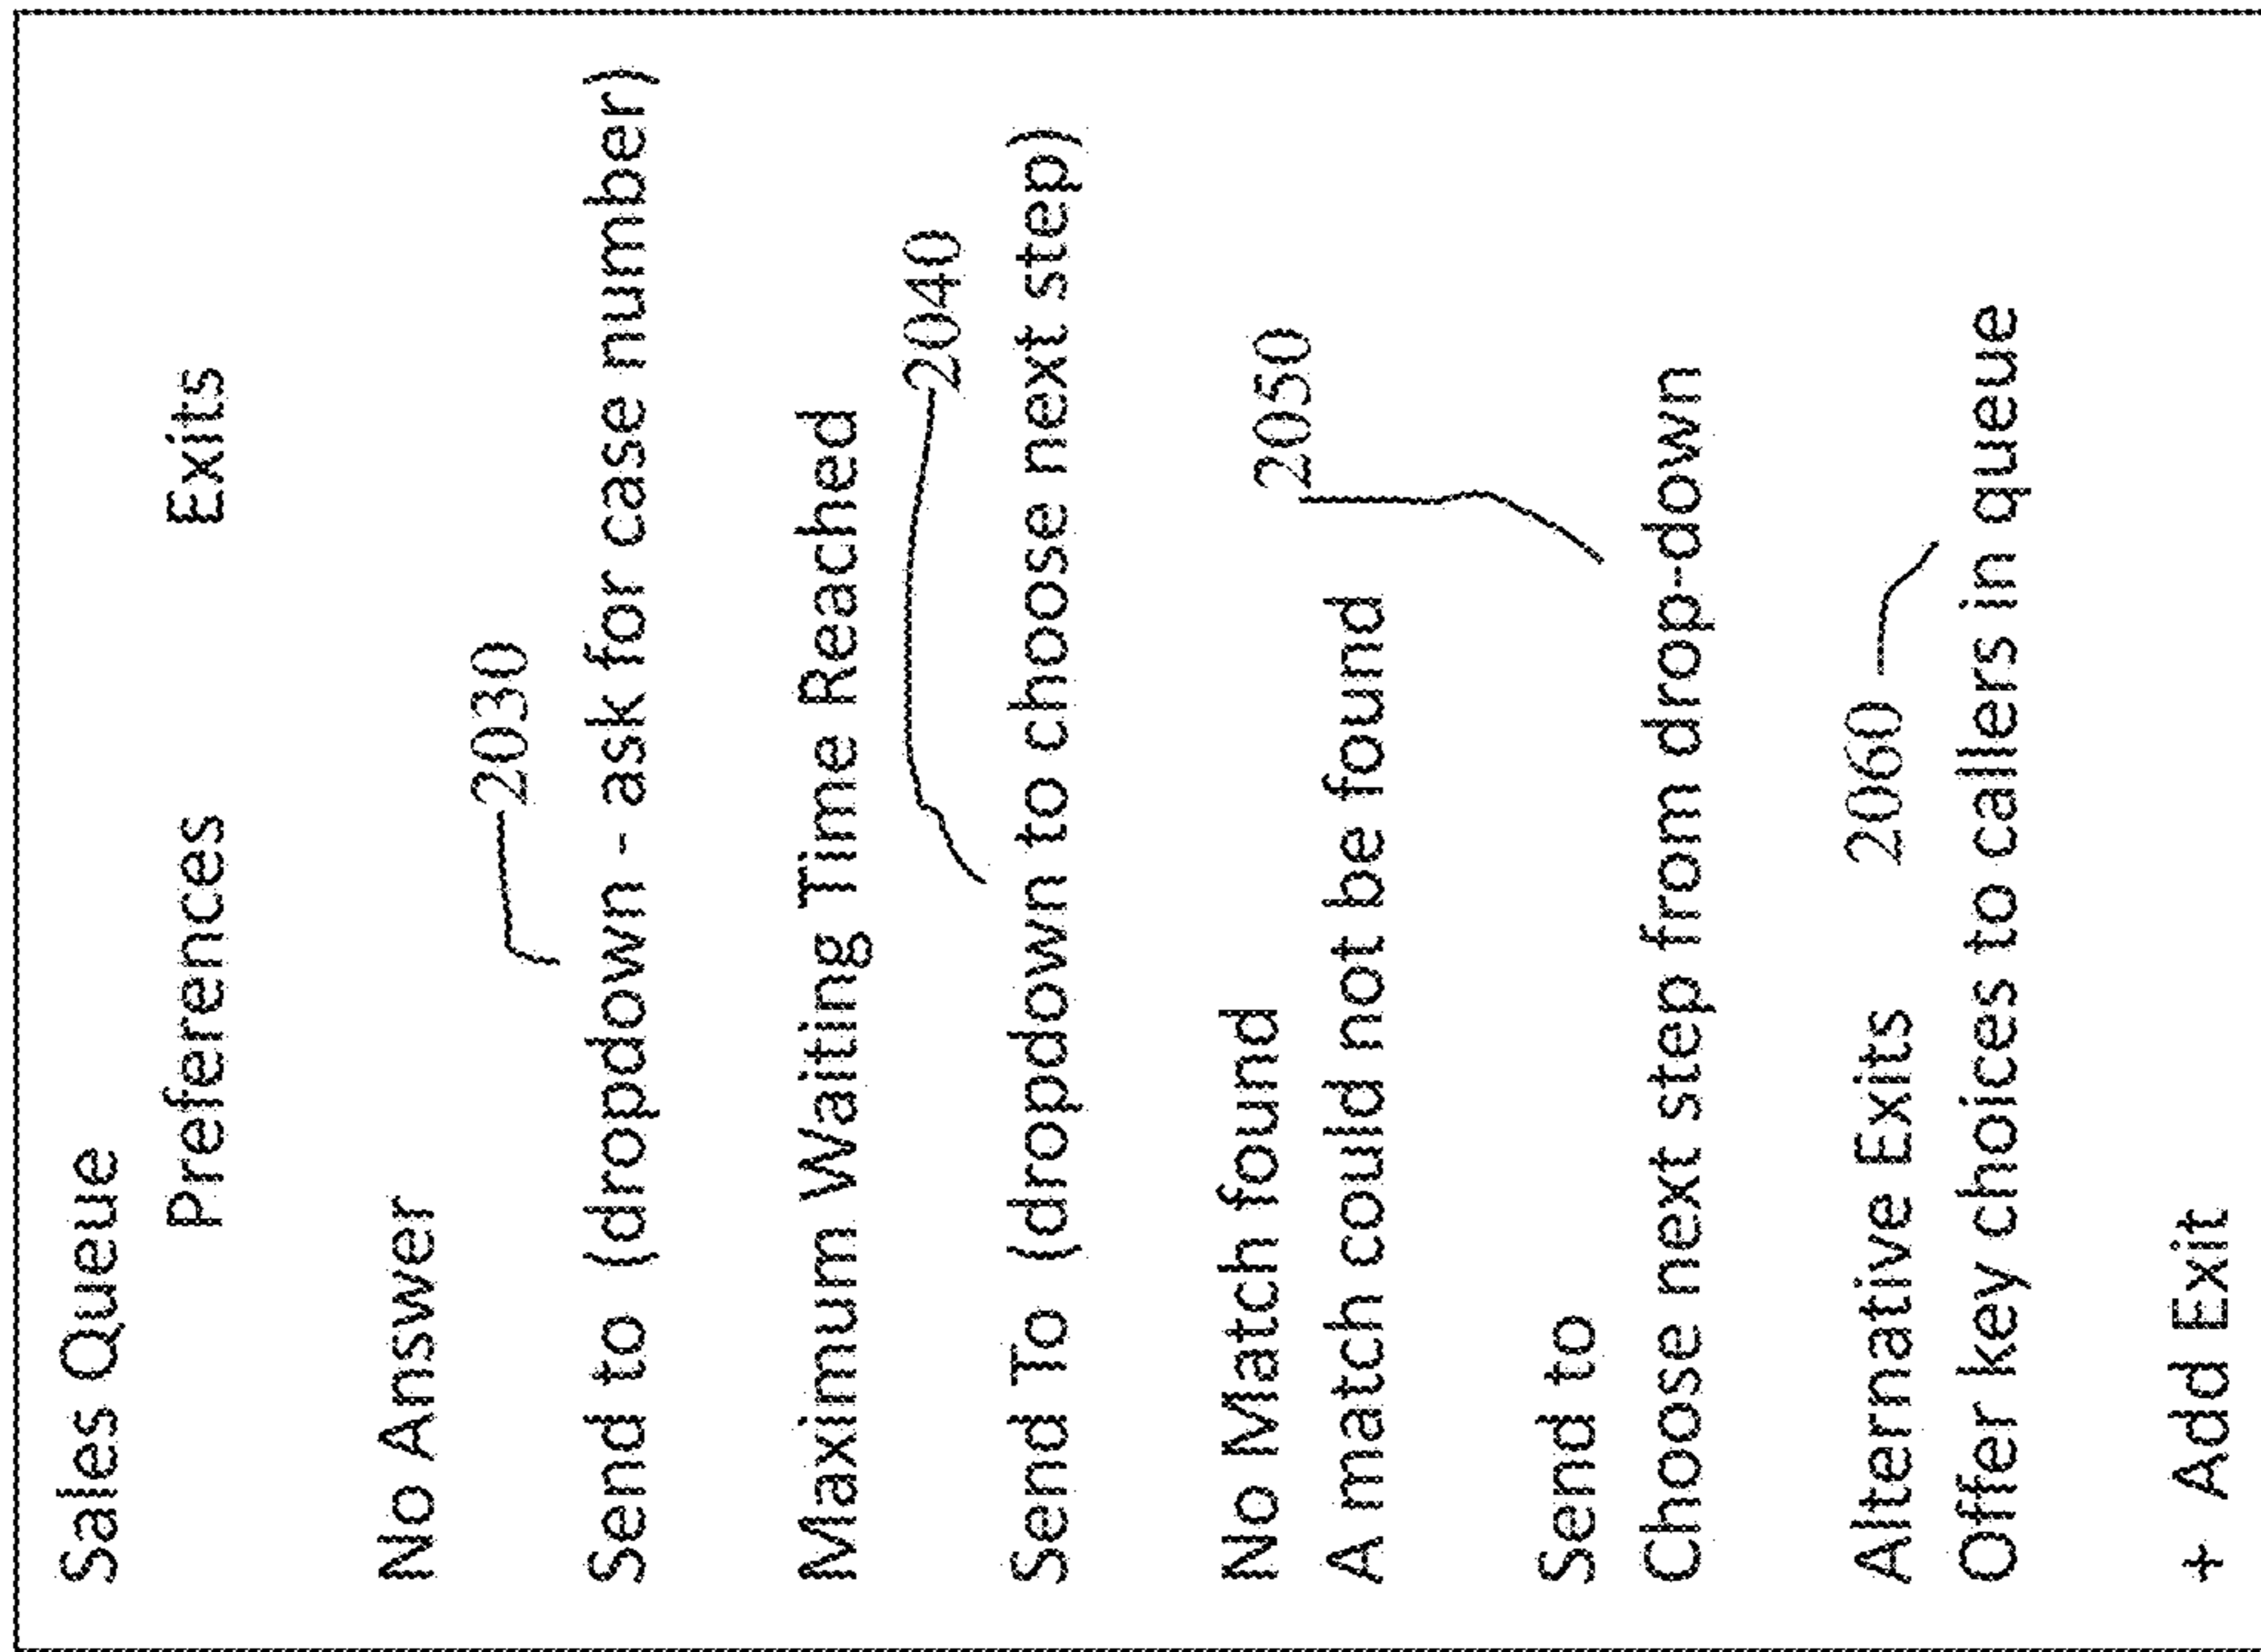 Sales Queue
Preferences Exits
No Answer
2030
Send to (dropdown - ask for case number)
Maximum Waiting Time Reached
2040
Send To (dropdown to choose next step)
No Match found
2050
A match could not be found
Send to
Choose next step from drop-down
Alternative Exits 2060
Offer key choices to callers in queue
+ Add Exit